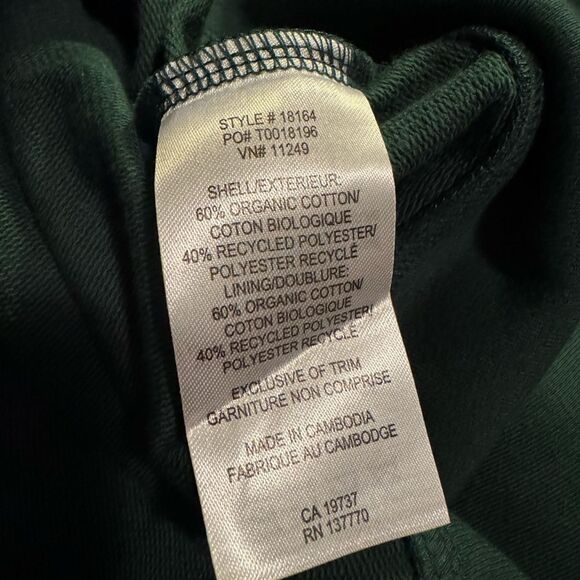 STYLE # 18164
PO# T0018196
VN# 11249
SHELL/EXTERIEUR:
60% ORGANIC COTTON/
COTON BIOLOGIQUE
40% RECYCLED POLYESTER/
POLYESTER RECYCLÉ
LINING/DOUBLURE:
60% ORGANIC COTTON/
COTON BIOLOGIQUE
40% RECYCLED POLYESTER/
POLYESTER RECYCLÉ
EXCLUSIVE OF TRIM
GARNITURE NON COMPRISE
MADE IN CAMBODIA
FABRIQUE AU CAMBODGE
CA 19737
RN 137770